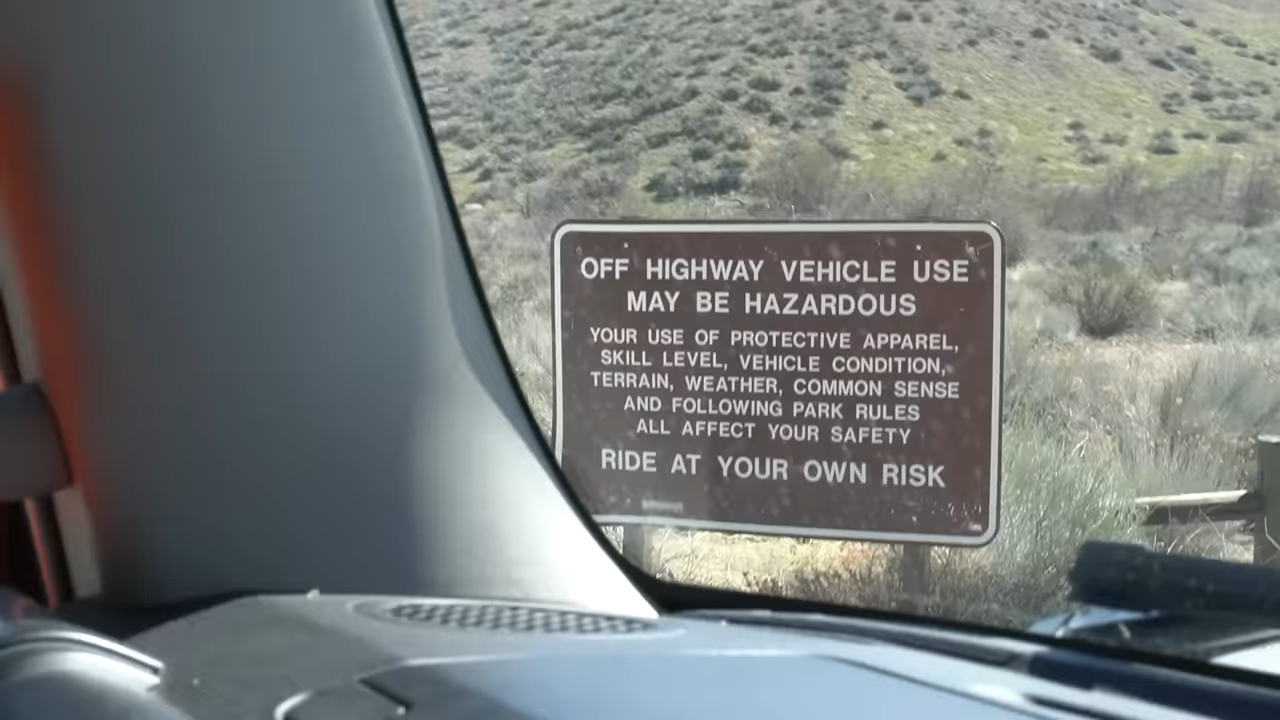 OFF HIGHWAY VEHICLE USE
MAY BE HAZARDOUS
YOUR USE OF PROTECTIVE APPAREL,
SKILL LEVEL, VEHICLE CONDITION,
TERRAIN, WEATHER, COMMON SENSE
AND FOLLOWING PARK RULES
ALL AFFECT YOUR SAFETY
RIDE AT YOUR OWN RISK